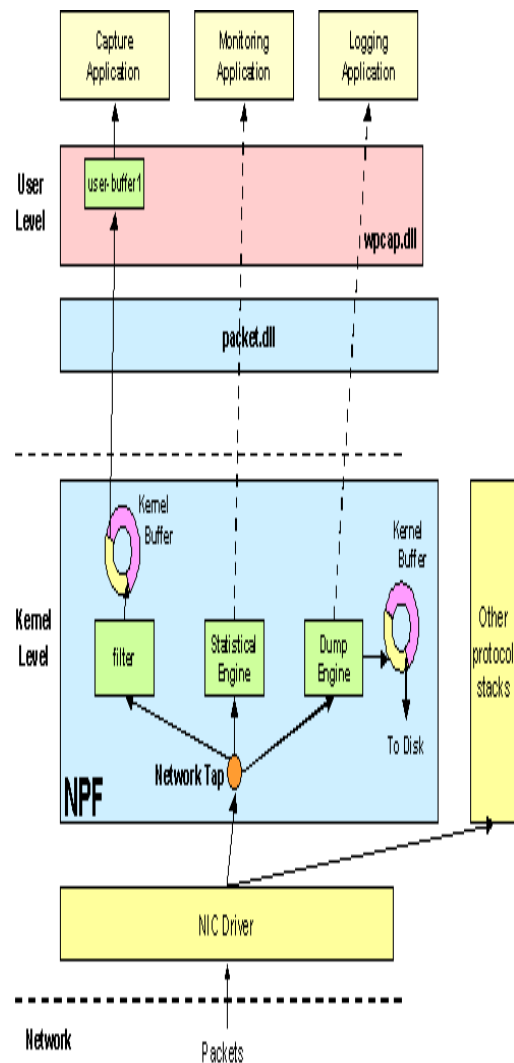 Capture
Application
Monitoring
Application
Logging
Application
User
Level
user-buffer1
wpcap.dll
packet.dll
Kernel
Buffer
Kernel
Buffer
Kernel
Level
filter
Statistical
Engine
Dump
Engine
Other
protocol
stacks
To Disk
Network Tap
NPF
NIC Driver
Network
Packets